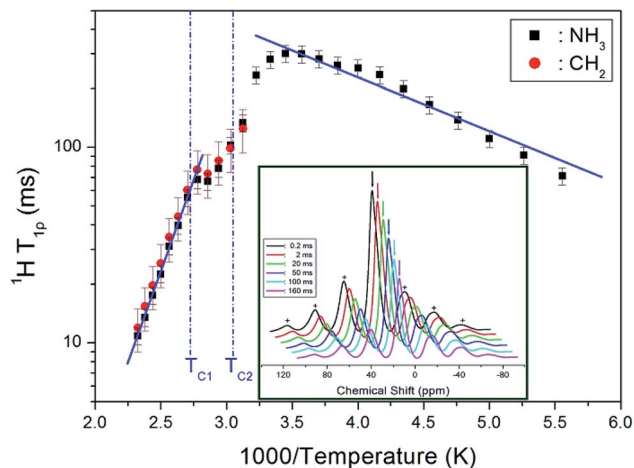 ¹H T₁ρ (ms)
100
10
: NH₃
: CH₂
T_C1
T_C2
0.2 ms
2 ms
20 ms
50 ms
100 ms
160 ms
+ + + + + +
120 80 40 0 -40 -80
Chemical Shift (ppm)
2.0 2.5 3.0 3.5 4.0 4.5 5.0 5.5 6.0
1000/Temperature (K)